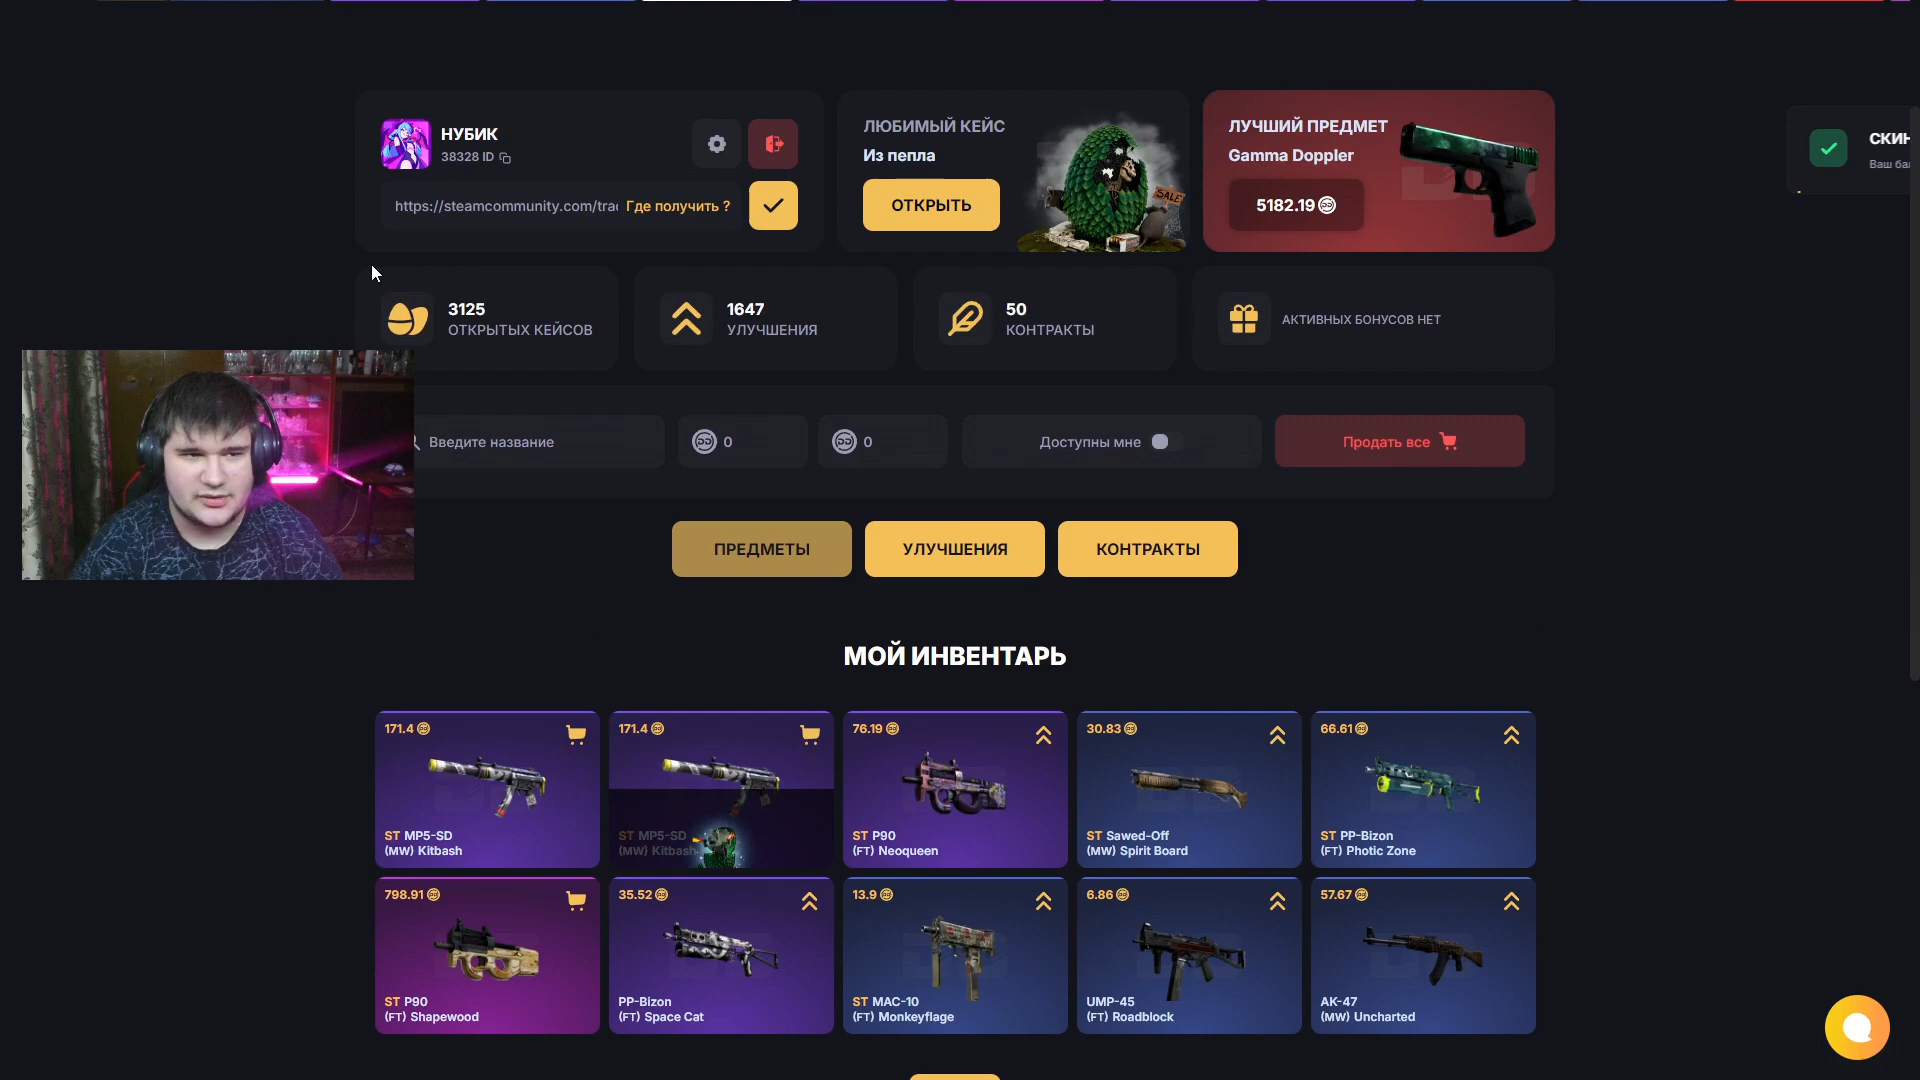 НУБИК
38328 ID
https://steamcommunity.com/tra
Где получить ?
ЛЮБИМЫЙ КЕЙС
Из пепла
ОТКРЫТЬ
SALE
ЛУЧШИЙ ПРЕДМЕТ
Gamma Doppler
5182.19
СКИН
Ваш ба
3125
ОТКРЫТЫХ КЕЙСОВ
1647
УЛУЧШЕНИЯ
50
КОНТРАКТЫ
АКТИВНЫХ БОНУСОВ НЕТ
Введите название
0
0
Доступны мне
Продать все
ПРЕДМЕТЫ
УЛУЧШЕНИЯ
КОНТРАКТЫ
МОЙ ИНВЕНТАРЬ
171.4
ST MP5-SD
(MW) Kitbash
171.4
ST MP5-SD
(MW) Kitbash
76.19
ST P90
(FT) Neoqueen
30.83
ST Sawed-Off
(MW) Spirit Board
66.61
ST PP-Bizon
(FT) Photic Zone
798.91
ST P90
(FT) Shapewood
35.52
PP-Bizon
(FT) Space Cat
13.9
ST MAC-10
(FT) Monkeyflage
6.86
UMP-45
(FT) Roadblock
57.67
AK-47
(MW) Uncharted